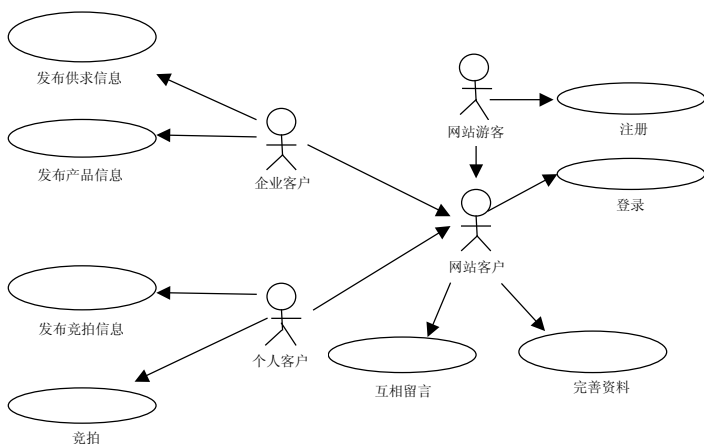 发布供求信息
网站游客
注册
发布产品信息
企业客户
登录
网站客户
发布竞拍信息
个人客户
互相留言
完善资料
竞拍